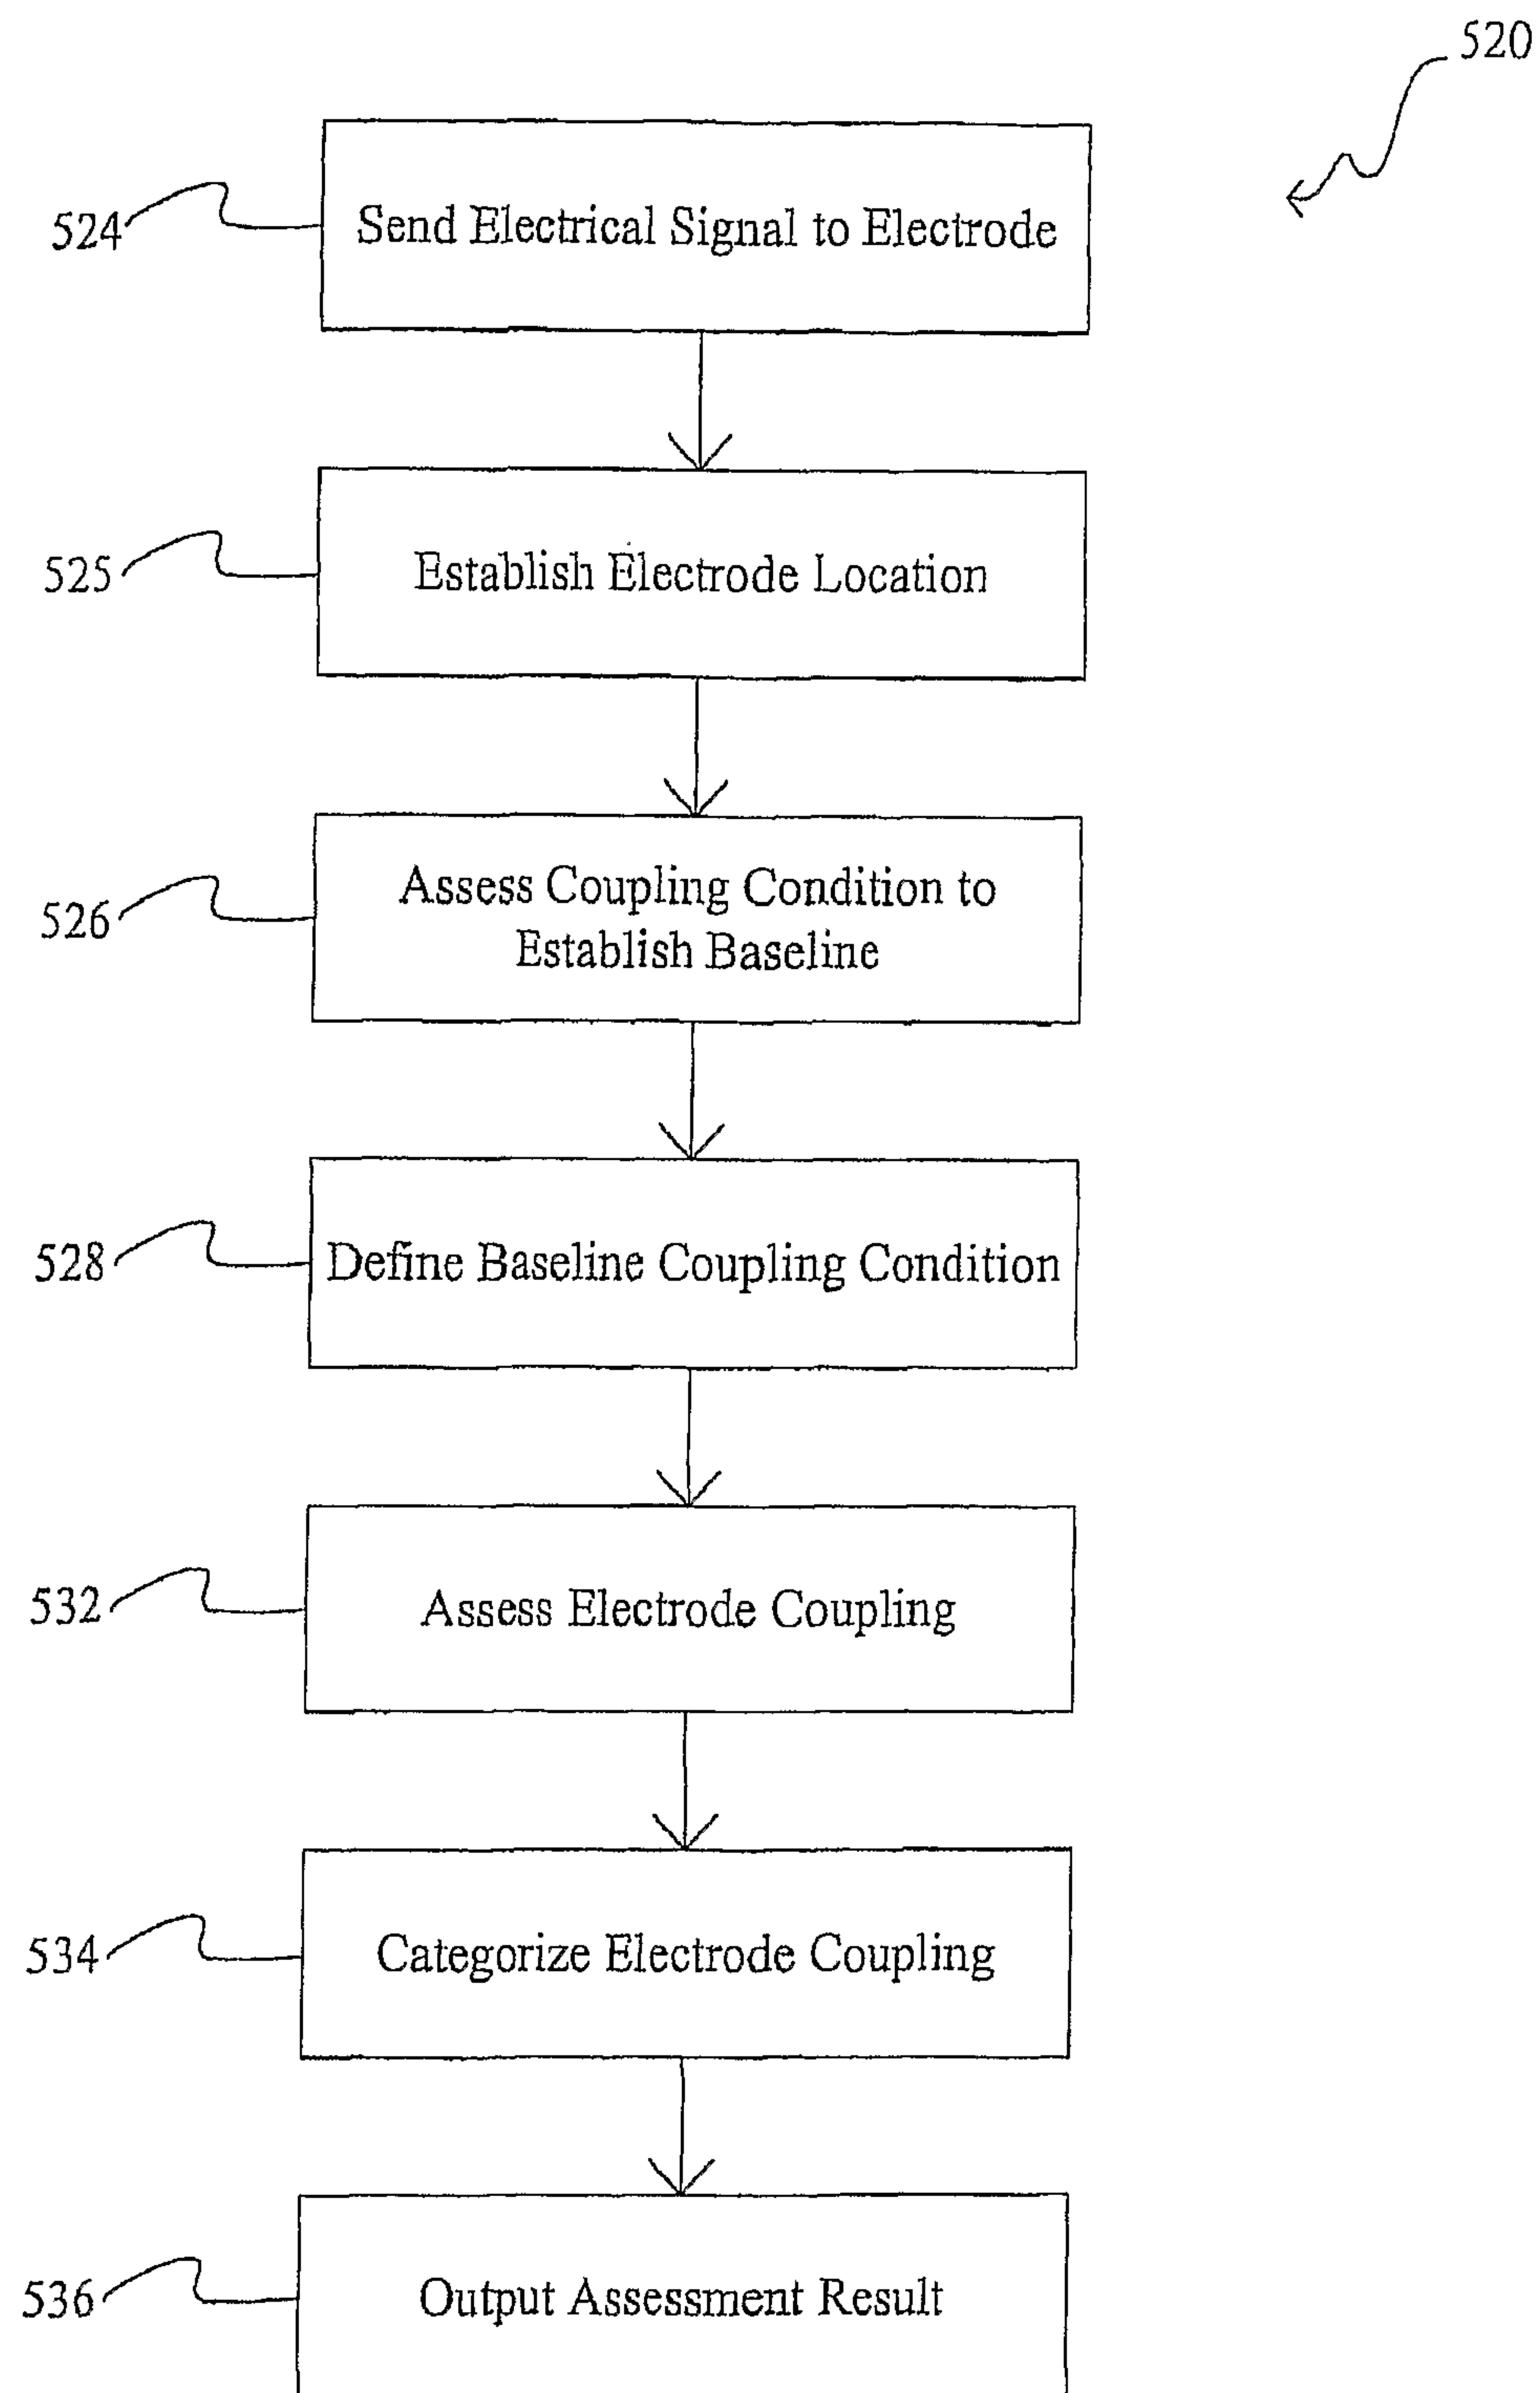 520
524
Send Electrical Signal to Electrode
525
Establish Electrode Location
526
Assess Coupling Condition to
Establish Baseline
528
Define Baseline Coupling Condition
532
Assess Electrode Coupling
534
Categorize Electrode Coupling
536
Output Assessment Result